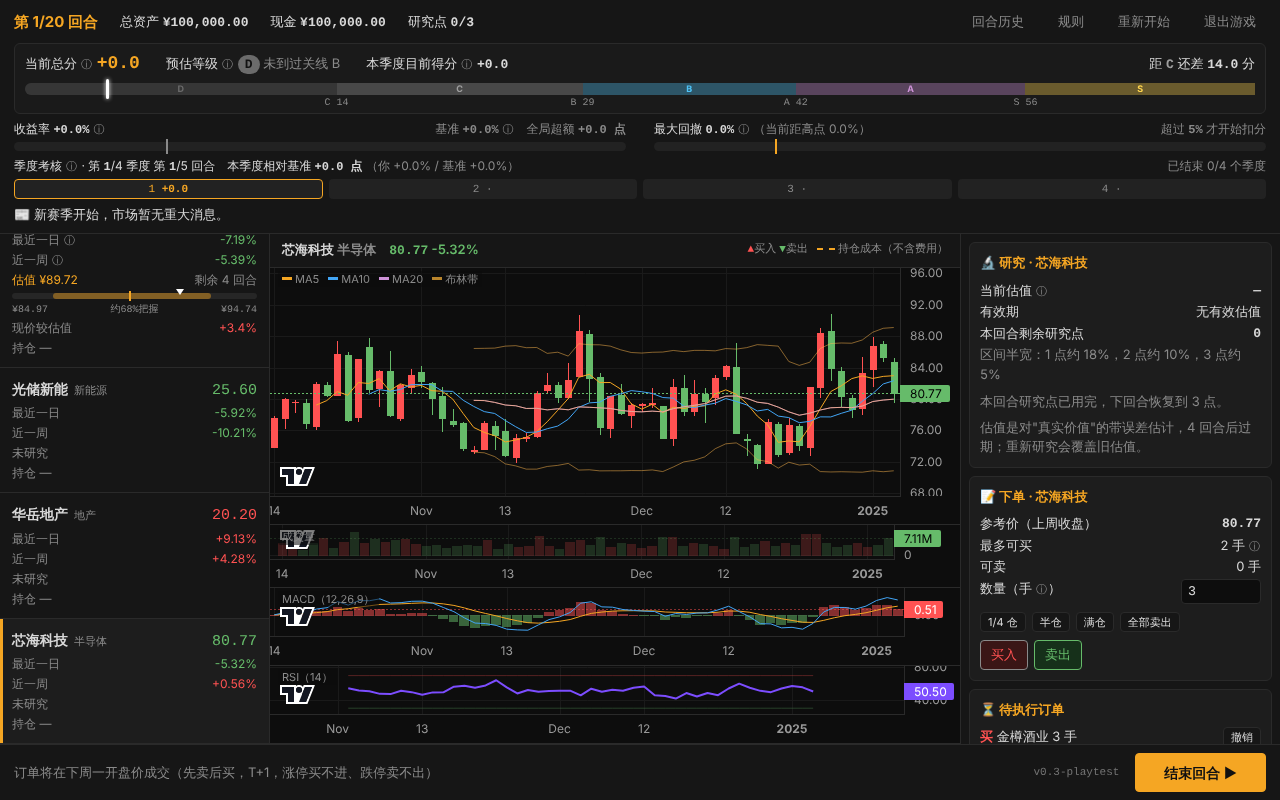 第 1/20 回合 总资产 ¥100,000.00 现金 ¥100,000.00 研究点 0/3 回合历史 规则 重新开始 退出游戏
当前总分 ⓘ +0.0 预估等级 ⓘ D 未到过关线 B 本季度目前得分 ⓘ +0.0 距 C 还差 14.0 分
D C B A S
C 14 B 29 A 42 S 56
收益率 +0.0% ⓘ 基准 +0.0% ⓘ 全局超额 +0.0 点 最大回撤 0.0% ⓘ （当前距高点 0.0%） 超过 5% 才开始扣分
季度考核 ⓘ · 第 1/4 季度 第 1/5 回合 本季度相对基准 +0.0 点 （你 +0.0% / 基准 +0.0%） 已结束 0/4 个季度
1 +0.0 2 · 3 · 4 ·
📰 新赛季开始，市场暂无重大消息。
最近一日 ⓘ -7.19%
近一周 ⓘ -5.39%
估值 ¥89.72 剩余 4 回合
¥84.97 约68%把握 ¥94.74
现价较估值 +3.4%
持仓 —
光储新能 新能源 25.60
最近一日 -5.92%
近一周 -10.21%
未研究
持仓 —
华岳地产 地产 20.20
最近一日 +9.13%
近一周 +4.28%
未研究
持仓 —
芯海科技 半导体 80.77
最近一日 -5.32%
近一周 +0.56%
未研究
持仓 —
芯海科技 半导体 80.77 -5.32% ▲买入 ▼卖出 持仓成本（不含费用）
MA5 MA10 MA20 布林带
96.00
92.00
88.00
84.00
80.77
76.00
72.00
68.00
14 Nov 13 Dec 12 2025
成交量
7.11M
0
14 Nov 13 Dec 12 2025
MACD（12,26,9）
0.51
14 Nov 13 Dec 12 2025
RSI（14）
80.00
50.50
40.00
Nov 13 Dec 12 2025
🔬 研究 · 芯海科技
当前估值 ⓘ —
有效期 无有效估值
本回合剩余研究点 0
区间半宽：1 点约 18%，2 点约 10%，3 点约
5%
本回合研究点已用完，下回合恢复到 3 点。
估值是对"真实价值"的带误差估计，4 回合后过
期；重新研究会覆盖旧估值。
📝 下单 · 芯海科技
参考价（上周收盘） 80.77
最多可买 2 手 ⓘ
可卖 0 手
数量（手 ⓘ） 3
1/4 仓 半仓 满仓 全部卖出
买入 卖出
⏳ 待执行订单
买 金樽酒业 3 手 撤销
订单将在下周一开盘价成交（先卖后买，T+1，涨停买不进、跌停卖不出） v0.3-playtest 结束回合 ▶